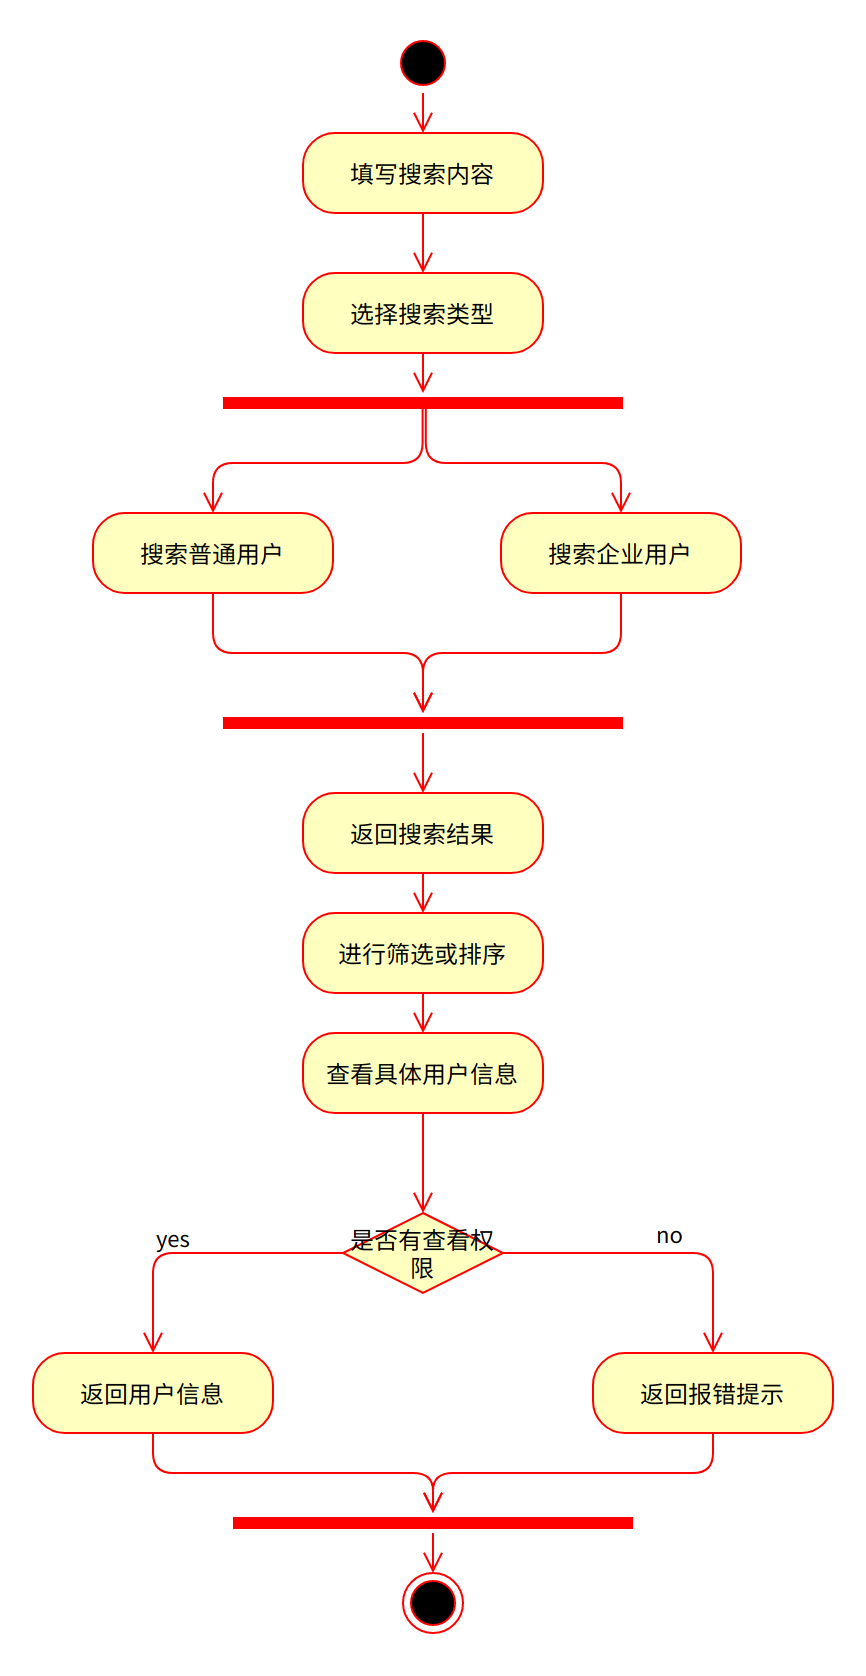 填写搜索内容
选择搜索类型
搜索普通用户
搜索企业用户
返回搜索结果
进行筛选或排序
查看具体用户信息
yes
是否有查看权
限
no
返回用户信息
返回报错提示